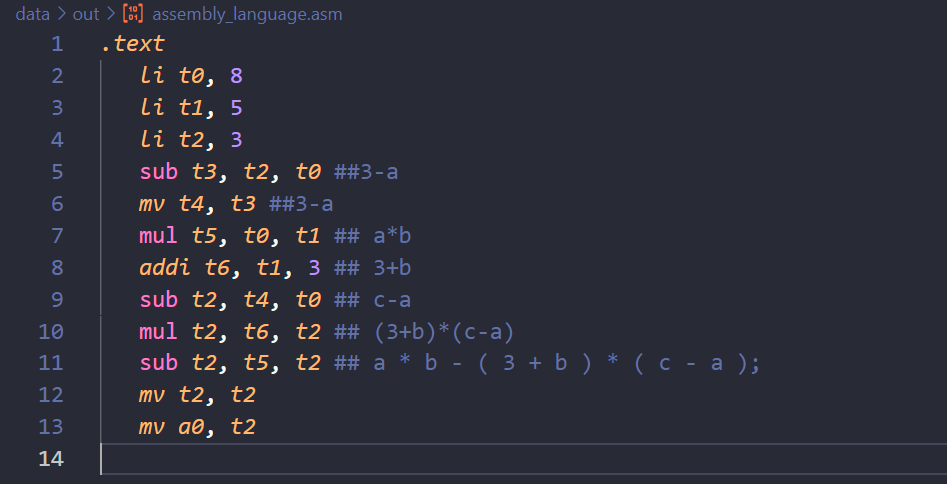 data > out > assembly_language.asm
1 .text
2 li t0, 8
3 li t1, 5
4 li t2, 3
5 sub t3, t2, t0 ##3-a
6 mv t4, t3 ##3-a
7 mul t5, t0, t1 ## a*b
8 addi t6, t1, 3 ## 3+b
9 sub t2, t4, t0 ## c-a
10 mul t2, t6, t2 ## (3+b)*(c-a)
11 sub t2, t5, t2 ## a * b - ( 3 + b ) * ( c - a );
12 mv t2, t2
13 mv a0, t2
14